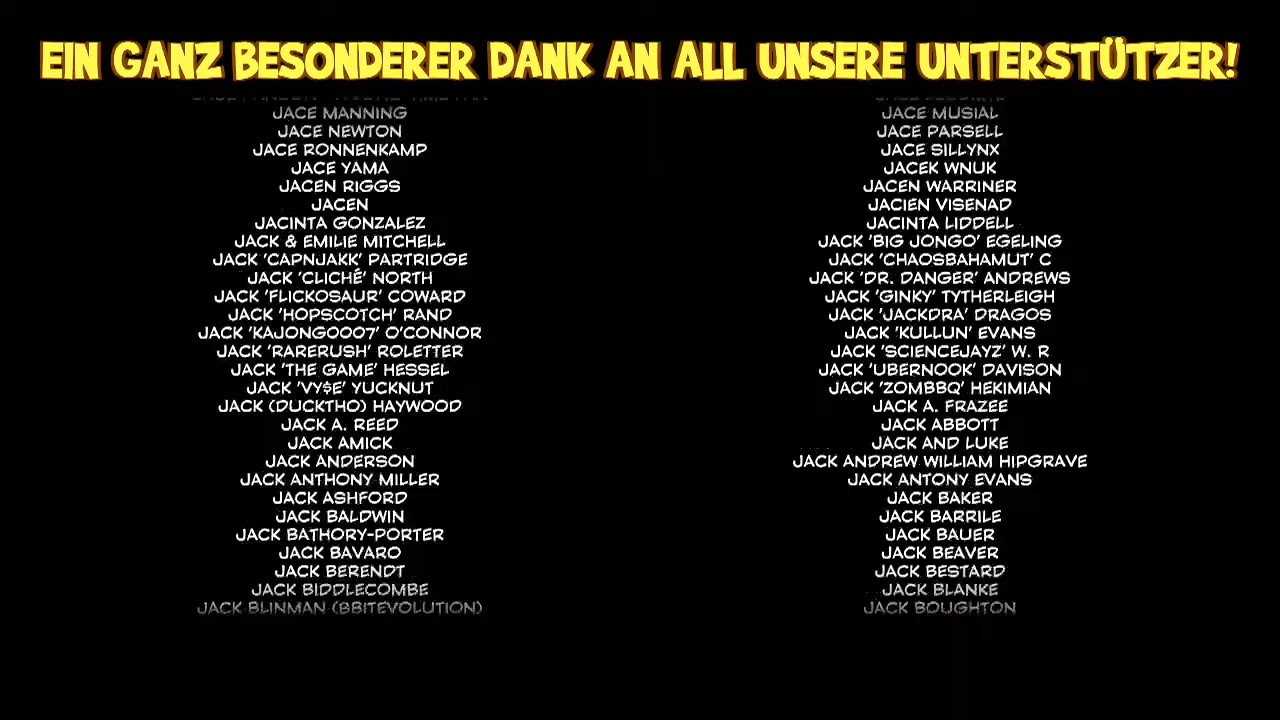 EIN GANZ BESONDERER DANK AN ALL UNSERE UNTERSTÜTZER!
JACE MANNING
JACE MUSIAL
JACE NEWTON
JACE PARSELL
JACE RONNENKAMP
JACE SILLYNX
JACE YAMA
JACEK WNUK
JACEN RIGGS
JACEN WARRINER
JACEN
JACIEN VISENAD
JACINTA GONZALEZ
JACINTA LIDDELL
JACK & EMILIE MITCHELL
JACK 'BIG JONGO' EGELING
JACK 'CAPNJAKK' PARTRIDGE
JACK 'CHAOSBAHAMUT' C
JACK 'CLICHÉ' NORTH
JACK 'DR. DANGER' ANDREWS
JACK 'FLICKOSAUR' COWARD
JACK 'GINKY' TYTHERLEIGH
JACK 'HOPSCOTCH' RAND
JACK 'JACKDRA' DRAGOS
JACK 'KAJONG0007' O'CONNOR
JACK 'KULLUN' EVANS
JACK 'RARERUSH' ROLETTER
JACK 'SCIENCEJAYZ' W. R
JACK 'THE GAME' HESSEL
JACK 'UBERNOOK' DAVISON
JACK 'VY$E' YUCKNUT
JACK 'ZOMBBQ' HEKIMIAN
JACK (DUCKTHO) HAYWOOD
JACK A. FRAZEE
JACK A. REED
JACK ABBOTT
JACK AMICK
JACK AND LUKE
JACK ANDERSON
JACK ANDREW WILLIAM HIPGRAVE
JACK ANTHONY MILLER
JACK ANTONY EVANS
JACK ASHFORD
JACK BAKER
JACK BALDWIN
JACK BARRILE
JACK BATHORY-PORTER
JACK BAUER
JACK BAVARO
JACK BEAVER
JACK BERENDT
JACK BESTARD
JACK BIDDLECOMBE
JACK BLANKE
JACK BLINMAN (8BITEVOLUTION)
JACK BOUGHTON